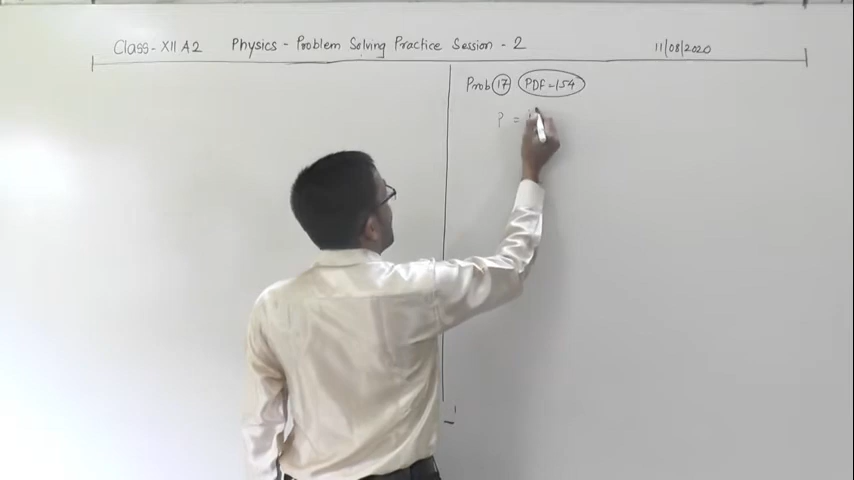 Class - XII A2 Physics - Problem Solving Practice Session - 2 11/08/2020
Prob 17 PDF-154
P =